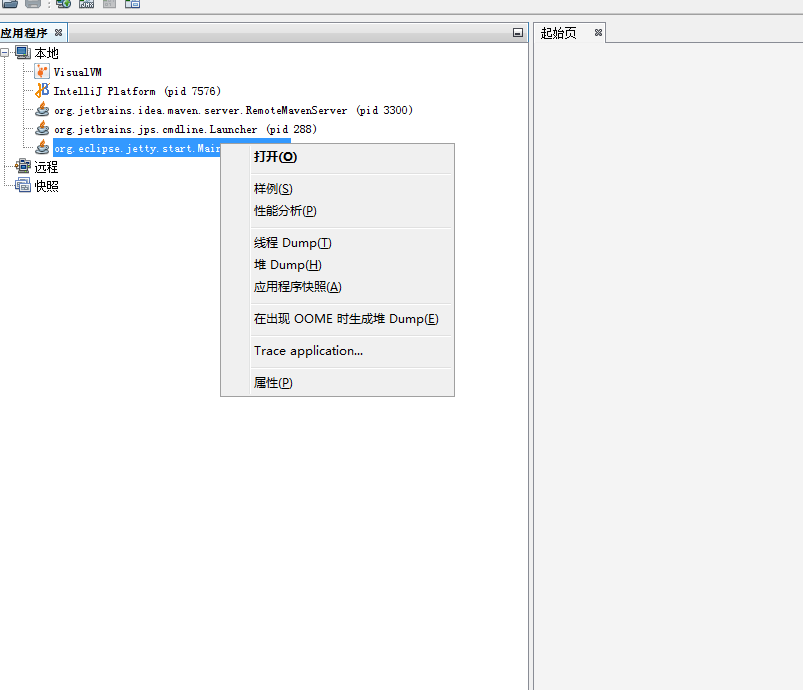 应用程序
起始页
本地
VisualVM
IntelliJ Platform (pid 7576)
org.jetbrains.idea.maven.server.RemoteMavenServer (pid 3300)
org.jetbrains.jps.cmdline.Launcher (pid 288)
org.eclipse.jetty.start.Main
远程
快照
打开(O)
样例(S)
性能分析(P)
线程 Dump(T)
堆 Dump(H)
应用程序快照(A)
在出现 OOME 时生成堆 Dump(E)
Trace application...
属性(P)